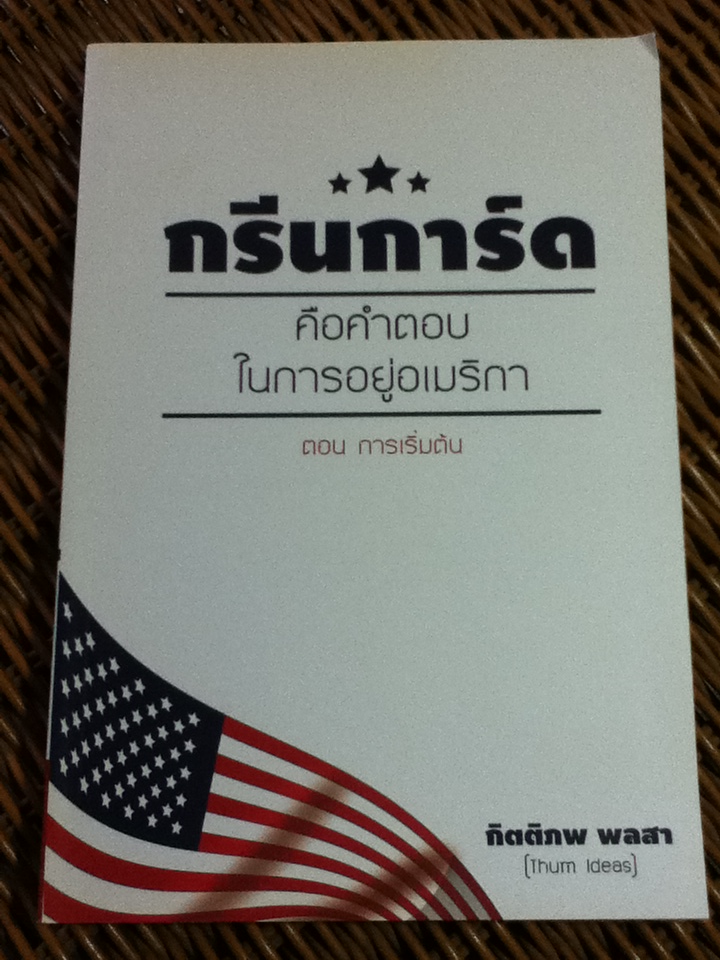 กรีนการ์ด
คือคำตอบ
ในการอยู่อเมริกา
ตอน การเริ่มต้น
กิตติภพ พลสา
(Thum Ideas)